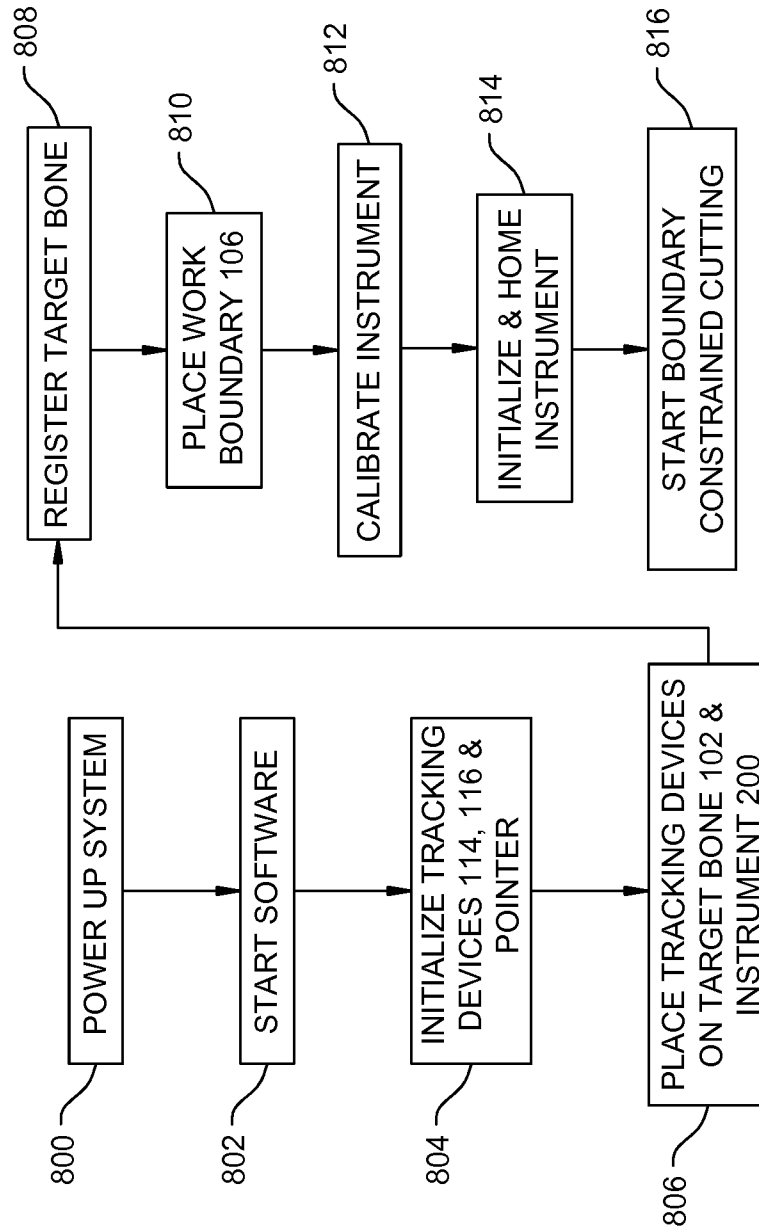 800
POWER UP SYSTEM
802
START SOFTWARE
804
INITIALIZE TRACKING
DEVICES 114, 116 &
POINTER
806
PLACE TRACKING DEVICES
ON TARGET BONE 102 &
INSTRUMENT 200
REGISTER TARGET BONE
808
PLACE WORK
BOUNDARY 106
810
CALIBRATE INSTRUMENT
812
INITIALIZE & HOME
INSTRUMENT
814
START BOUNDARY
CONSTRAINED CUTTING
816